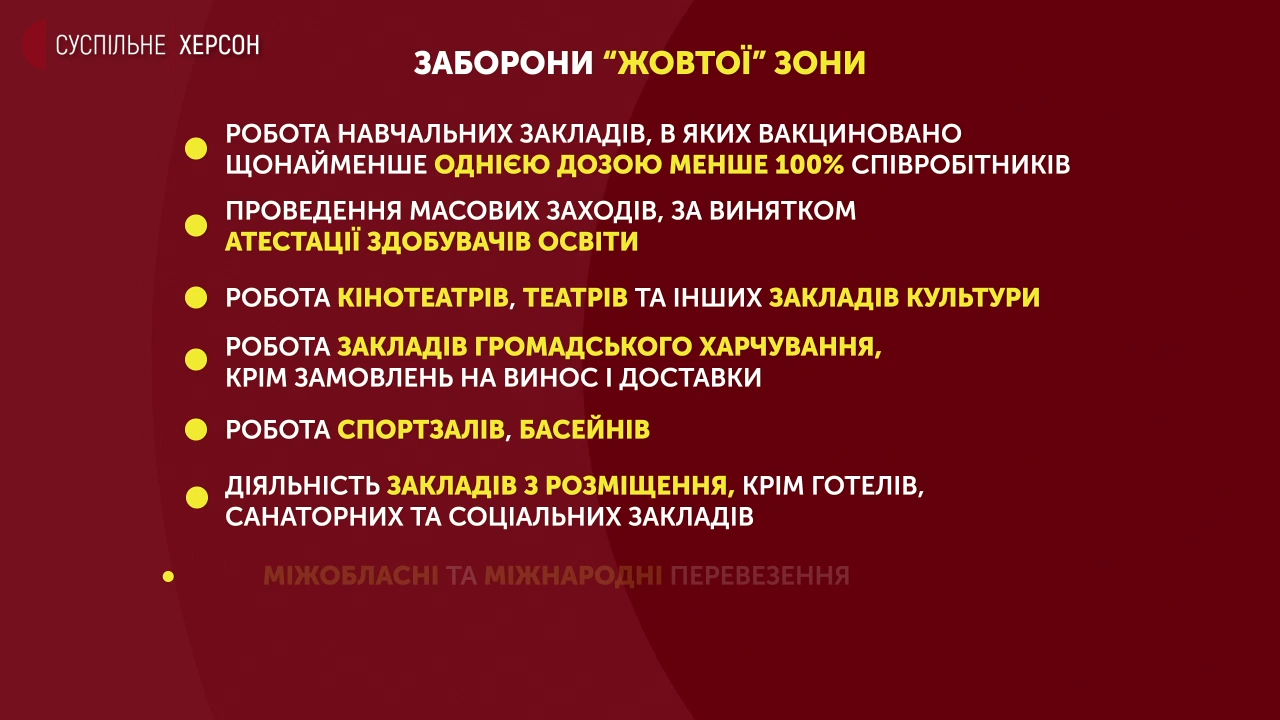 СУСПІЛЬНЕ ХЕРСОН
ЗАБОРОНИ “ЖОВТОЇ” ЗОНИ
РОБОТА НАВЧАЛЬНИХ ЗАКЛАДІВ, В ЯКИХ ВАКЦИНОВАНО
ЩОНАЙМЕНШЕ ОДНІЄЮ ДОЗОЮ МЕНШЕ 100% СПІВРОБІТНИКІВ
ПРОВЕДЕННЯ МАСОВИХ ЗАХОДІВ, ЗА ВИНЯТКОМ
АТЕСТАЦІЇ ЗДОБУВАЧІВ ОСВІТИ
РОБОТА КІНОТЕАТРІВ, ТЕАТРІВ ТА ІНШИХ ЗАКЛАДІВ КУЛЬТУРИ
РОБОТА ЗАКЛАДІВ ГРОМАДСЬКОГО ХАРЧУВАННЯ,
КРІМ ЗАМОВЛЕНЬ НА ВИНОС І ДОСТАВКИ
РОБОТА СПОРТЗАЛІВ, БАСЕЙНІВ
ДІЯЛЬНІСТЬ ЗАКЛАДІВ З РОЗМІЩЕННЯ, КРІМ ГОТЕЛІВ,
САНАТОРНИХ ТА СОЦІАЛЬНИХ ЗАКЛАДІВ
МІЖОБЛАСНІ ТА МІЖНАРОДНІ ПЕРЕВЕЗЕННЯ